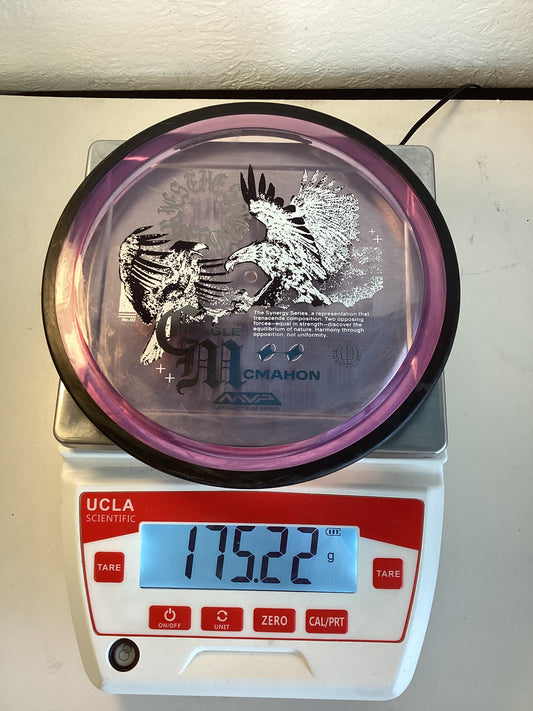 No.02
EAGLE
MCMAHON
The Synergy Series, a representation that
transcends composition. Two opposing
forces—equal in strength—discover the
equilibrium of nature. Harmony through
opposition, not uniformity.
MVP
UCLA
SCIENTIFIC
TARE
175.22 g
TARE
ON/OFF
UNIT
ZERO
CAL/PRT